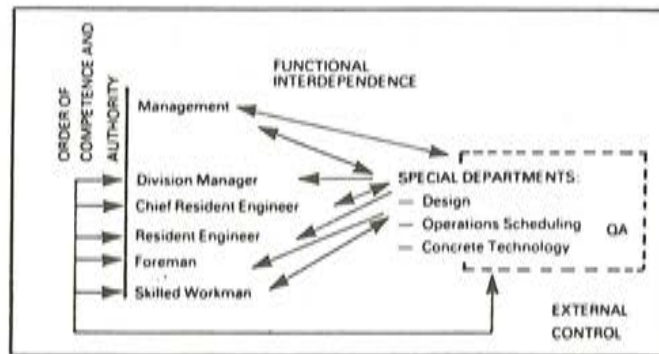 ORDER OF
COMPETENCE AND
AUTHORITY
FUNCTIONAL
INTERDEPENDENCE
Management
Division Manager
Chief Resident Engineer
Resident Engineer
Foreman
Skilled Workman
SPECIAL DEPARTMENTS:
— Design
— Operations Scheduling
— Concrete Technology
QA
EXTERNAL
CONTROL